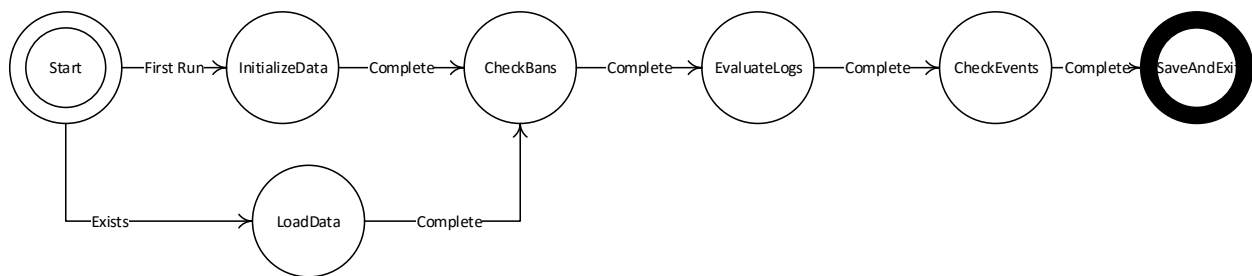 Start
First Run
InitializeData
Complete
CheckBans
Complete
EvaluateLogs
Complete
CheckEvents
Complete
SaveAndExit
Exists
LoadData
Complete